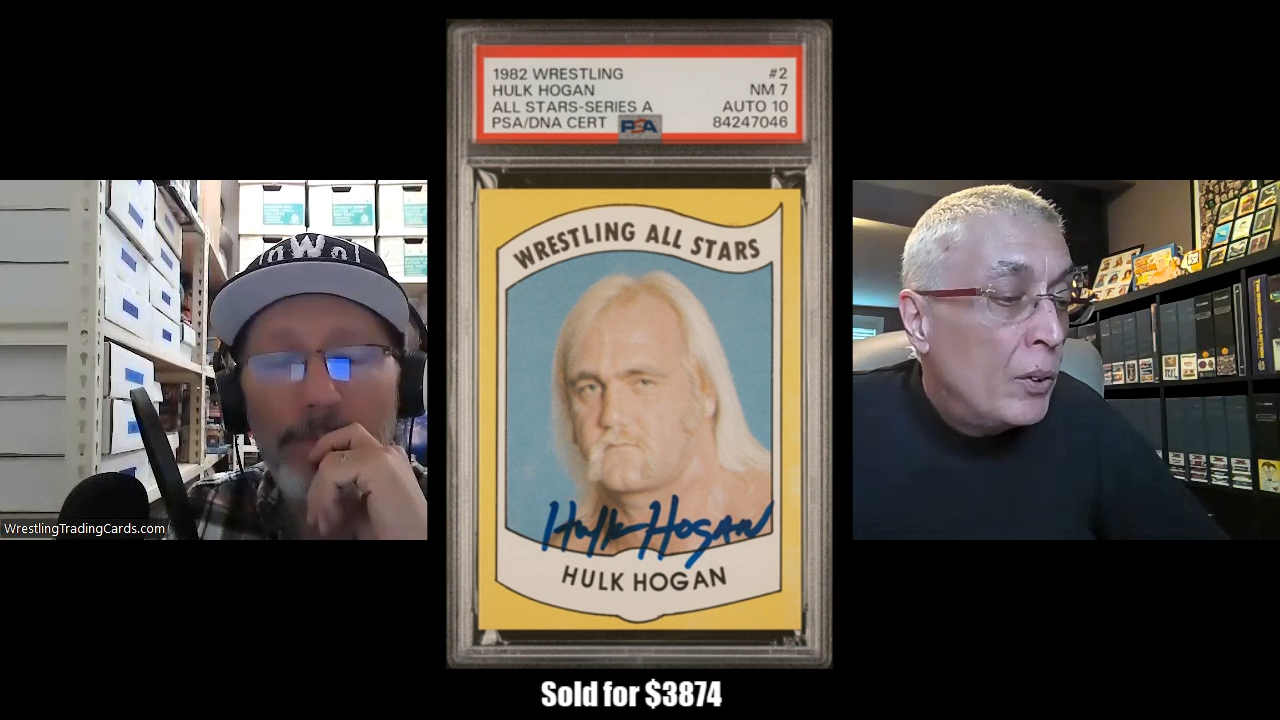 1982 WRESTLING #2
HULK HOGAN NM 7
ALL STARS-SERIES A AUTO 10
PSA/DNA CERT PSA 84247046
WRESTLING ALL STARS
Hulk Hogan
HULK HOGAN
WrestlingTradingCards.com
Sold for $3874